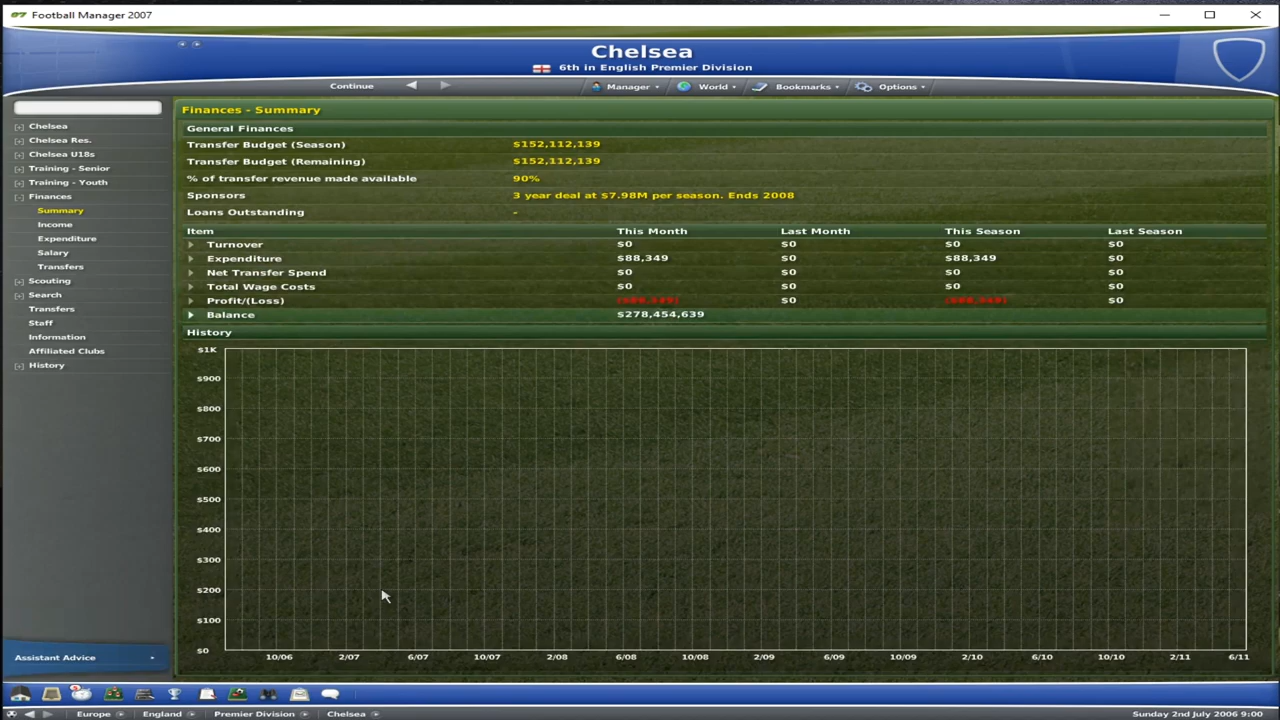 Football Manager 2007
Chelsea
6th in English Premier Division
Continue
Manager
World
Bookmarks
Options
Chelsea
Chelsea Res.
Chelsea U18s
Training - Senior
Training - Youth
Finances
Summary
Income
Expenditure
Salary
Transfers
Scouting
Search
Transfers
Staff
Information
Affiliated Clubs
History
Assistant Advice
Finances - Summary
General Finances
Transfer Budget (Season) $152,112,139
Transfer Budget (Remaining) $152,112,139
% of transfer revenue made available 90%
Sponsors 3 year deal at $7.98M per season. Ends 2008
Loans Outstanding -
Item This Month Last Month This Season Last Season
Turnover $0 $0 $0 $0
Expenditure $88,349 $0 $88,349 $0
Net Transfer Spend $0 $0 $0 $0
Total Wage Costs $0 $0 $0 $0
Profit/(Loss) $0 $0
Balance $278,454,639
History
$1K
$900
$800
$700
$600
$500
$400
$300
$200
$100
$0
10/06 2/07 6/07 10/07 2/08 6/08 10/08 2/09 6/09 10/09 2/10 6/10 10/10 2/11 6/11
Europe England Premier Division Chelsea Sunday 2nd July 2006 9:00